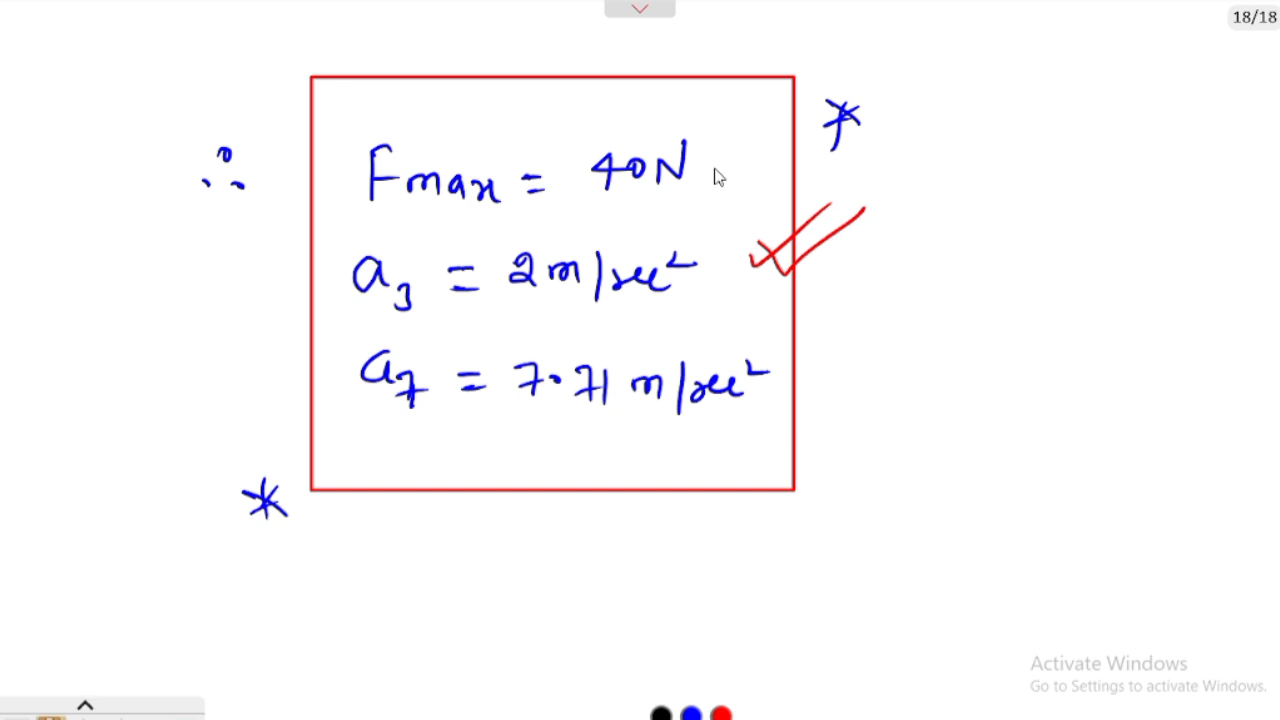 18/18
∴ Fmax = 40N *
a₃ = 2m/sec²
a₇ = 7.71 m/sec²
*
Activate Windows
Go to Settings to activate Windows.